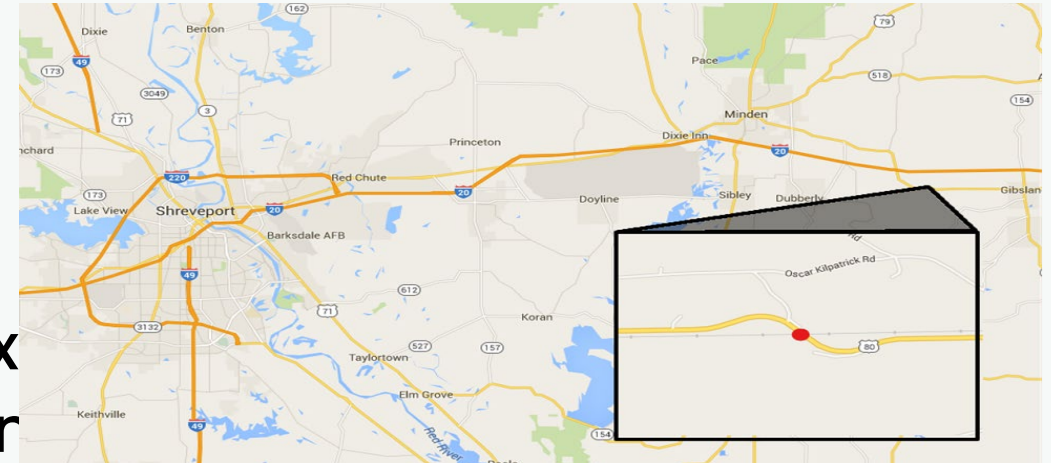 162
Dixie
Benton
79
49
Pace
173
518
3049
154
3
71
Minden
Dixie Inn
Princeton
20
220
Red Chute
20
173
Doyline
Sibley
Dubberly
Lake View
Shreveport
20
Barksdale AFB
Oscar Kilpatrick Rd
49
612
71
Koran
3132
80
527
157
Taylortown
x
Elm Grove
Keithville
49
Red River
154
n